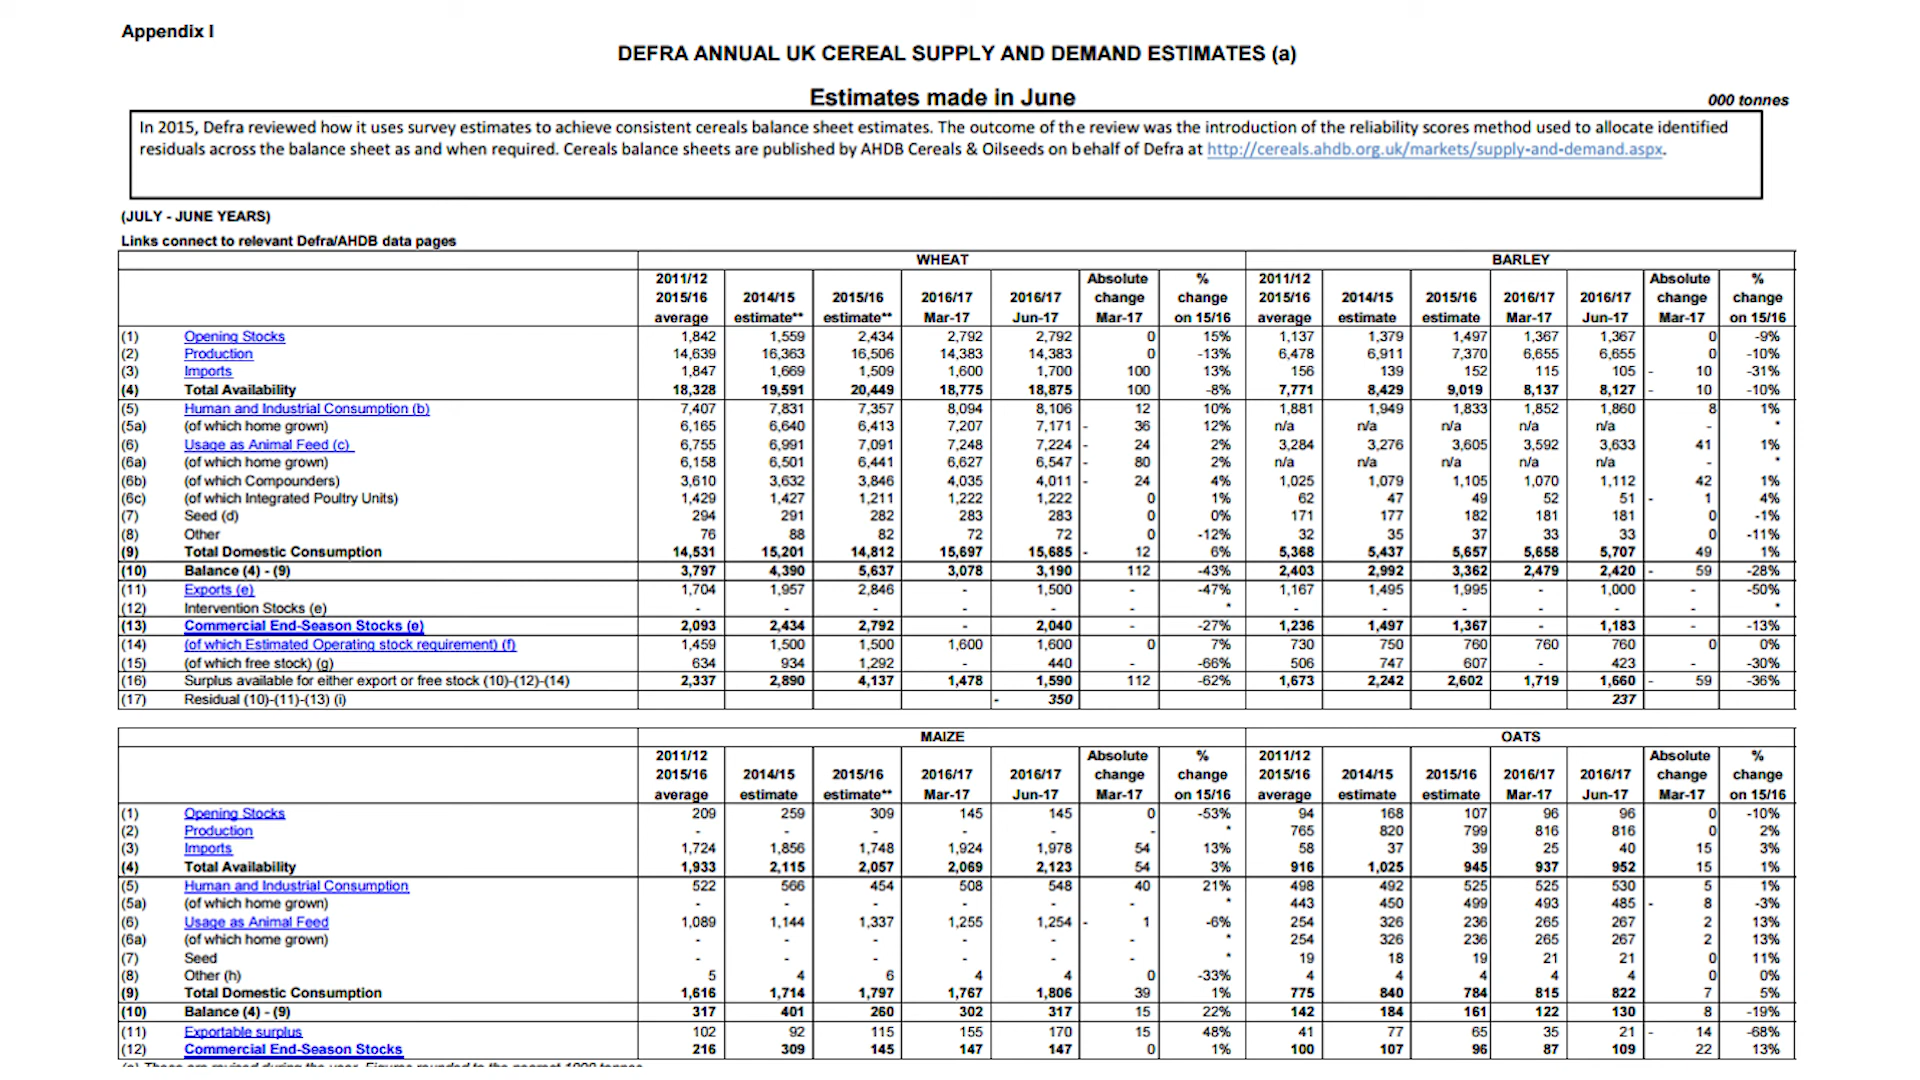 Appendix I
DEFRA ANNUAL UK CEREAL SUPPLY AND DEMAND ESTIMATES (a)
Estimates made in June
000 tonnes
In 2015, Defra reviewed how it uses survey estimates to achieve consistent cereals balance sheet estimates. The outcome of the review was the introduction of the reliability scores method used to allocate identified
residuals across the balance sheet as and when required. Cereals balance sheets are published by AHDB Cereals & Oilseeds on behalf of Defra at http://cereals.ahdb.org.uk/markets/supply-and-demand.aspx.
(JULY - JUNE YEARS)
Links connect to relevant Defra/AHDB data pages
WHEAT BARLEY
2011/12 Absolute % 2011/12 Absolute %
2015/16 2014/15 2015/16 2016/17 2016/17 change change 2015/16 2014/15 2015/16 2016/17 2016/17 change change
average estimate** estimate** Mar-17 Jun-17 Mar-17 on 15/16 average estimate estimate Mar-17 Jun-17 Mar-17 on 15/16
(1) Opening Stocks 1,842 1,559 2,434 2,792 2,792 0 15% 1,137 1,379 1,497 1,367 1,367 0 -9%
(2) Production 14,639 16,363 16,506 14,383 14,383 0 -13% 6,478 6,911 7,370 6,655 6,655 0 -10%
(3) Imports 1,847 1,669 1,509 1,600 1,700 100 13% 156 139 152 115 105 - 10 -31%
(4) Total Availability 18,328 19,591 20,449 18,775 18,875 100 -8% 7,771 8,429 9,019 8,137 8,127 - 10 -10%
(5) Human and Industrial Consumption (b) 7,407 7,831 7,357 8,094 8,106 12 10% 1,881 1,949 1,833 1,852 1,860 8 1%
(5a) (of which home grown) 6,165 6,640 6,413 7,207 7,171 - 36 12% n/a n/a n/a n/a n/a - *
(6) Usage as Animal Feed (c) 6,755 6,991 7,091 7,248 7,224 - 24 2% 3,284 3,276 3,605 3,592 3,633 41 1%
(6a) (of which home grown) 6,158 6,501 6,441 6,627 6,547 - 80 2% n/a n/a n/a n/a n/a - *
(6b) (of which Compounders) 3,610 3,632 3,846 4,035 4,011 - 24 4% 1,025 1,079 1,105 1,070 1,112 42 1%
(6c) (of which Integrated Poultry Units) 1,429 1,427 1,211 1,222 1,222 0 1% 62 47 49 52 51 - 1 4%
(7) Seed (d) 294 291 282 283 283 0 0% 171 177 182 181 181 0 -1%
(8) Other 76 88 82 72 72 0 -12% 32 35 37 33 33 0 -11%
(9) Total Domestic Consumption 14,531 15,201 14,812 15,697 15,685 - 12 6% 5,368 5,437 5,657 5,658 5,707 49 1%
(10) Balance (4) - (9) 3,797 4,390 5,637 3,078 3,190 112 -43% 2,403 2,992 3,362 2,479 2,420 - 59 -28%
(11) Exports (e) 1,704 1,957 2,846 - 1,500 - -47% 1,167 1,495 1,995 - 1,000 - -50%
(12) Intervention Stocks (e) - - - - - - * - - - - - - *
(13) Commercial End-Season Stocks (e) 2,093 2,434 2,792 - 2,040 - -27% 1,236 1,497 1,367 - 1,183 - -13%
(14) (of which Estimated Operating stock requirement) (f) 1,459 1,500 1,500 1,600 1,600 0 7% 730 750 760 760 760 0 0%
(15) (of which free stock) (g) 634 934 1,292 - 440 - -66% 506 747 607 - 423 - -30%
(16) Surplus available for either export or free stock (10)-(12)-(14) 2,337 2,890 4,137 1,478 1,590 112 -62% 1,673 2,242 2,602 1,719 1,660 - 59 -36%
(17) Residual (10)-(11)-(13) (i) - 350 237
MAIZE OATS
2011/12 Absolute % 2011/12 Absolute %
2015/16 2014/15 2015/16 2016/17 2016/17 change change 2015/16 2014/15 2015/16 2016/17 2016/17 change change
average estimate estimate** Mar-17 Jun-17 Mar-17 on 15/16 average estimate estimate Mar-17 Jun-17 Mar-17 on 15/16
(1) Opening Stocks 209 259 309 145 145 0 -53% 94 168 107 96 96 0 -10%
(2) Production - - - - - - * 765 820 799 816 816 0 2%
(3) Imports 1,724 1,856 1,748 1,924 1,978 54 13% 58 37 39 25 40 15 3%
(4) Total Availability 1,933 2,115 2,057 2,069 2,123 54 3% 916 1,025 945 937 952 15 1%
(5) Human and Industrial Consumption 522 566 454 508 548 40 21% 498 492 525 525 530 5 1%
(5a) (of which home grown) - - - - - - * 443 450 499 493 485 - 8 -3%
(6) Usage as Animal Feed 1,089 1,144 1,337 1,255 1,254 - 1 -6% 254 326 236 265 267 2 13%
(6a) (of which home grown) - - - - - - * 254 326 236 265 267 2 13%
(7) Seed - - - - - - * 19 18 19 21 21 0 11%
(8) Other (h) 5 4 6 4 4 0 -33% 4 4 4 4 4 0 0%
(9) Total Domestic Consumption 1,616 1,714 1,797 1,767 1,806 39 1% 775 840 784 815 822 7 5%
(10) Balance (4) - (9) 317 401 260 302 317 15 22% 142 184 161 122 130 8 -19%
(11) Exportable surplus 102 92 115 155 170 15 48% 41 77 65 35 21 - 14 -68%
(12) Commercial End-Season Stocks 216 309 145 147 147 0 1% 100 107 96 87 109 22 13%